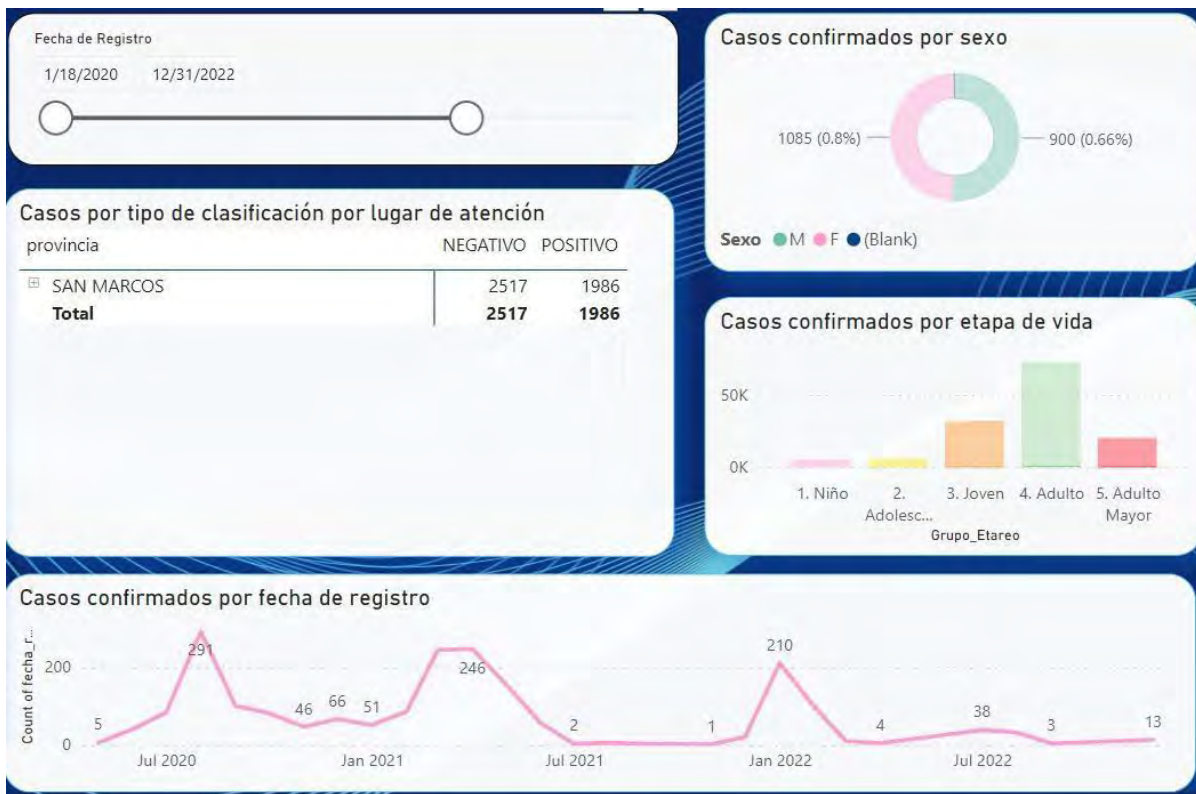 Fecha de Registro
1/18/2020 12/31/2022
Casos confirmados por sexo
1085 (0.8%) 900 (0.66%)
Sexo M F (Blank)
Casos por tipo de clasificación por lugar de atención
provincia NEGATIVO POSITIVO
SAN MARCOS 2517 1986
Total 2517 1986
Casos confirmados por etapa de vida
50K
0K
1. Niño 2. Adolesc... 3. Joven 4. Adulto 5. Adulto Mayor
Grupo_Etareo
Casos confirmados por fecha de registro
Count of fecha_r...
200
0
5 291 46 66 51 246 2 1 210 4 38 3 13
Jul 2020 Jan 2021 Jul 2021 Jan 2022 Jul 2022